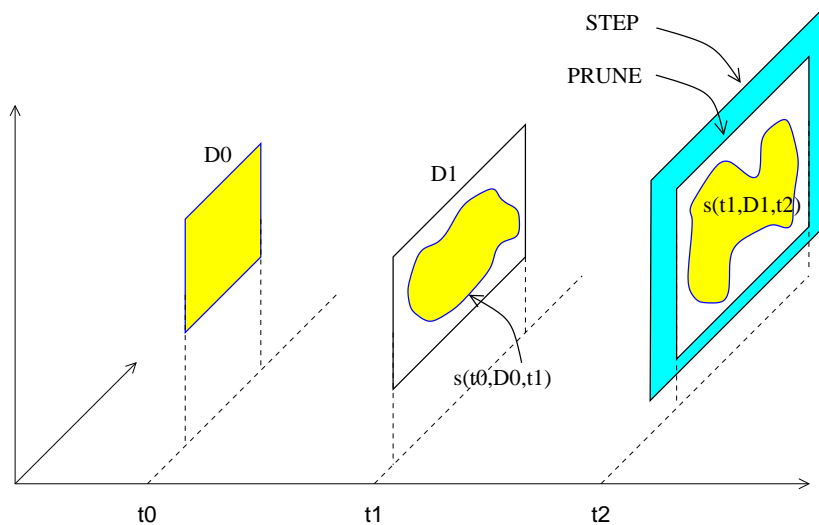 STEP
PRUNE
D0
D1
s(t1,D1,t2)
s(t0,D0,t1)
t0
t1
t2